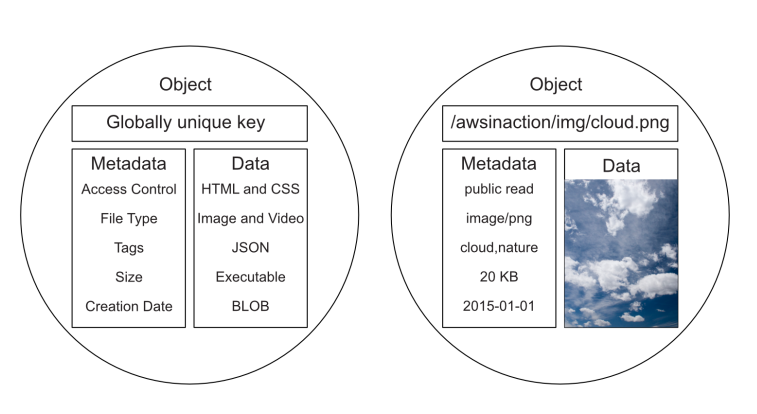 Object
Globally unique key
Metadata
Access Control
File Type
Tags
Size
Creation Date
Data
HTML and CSS
Image and Video
JSON
Executable
BLOB
Object
/awsinaction/img/cloud.png
Metadata
public read
image/png
cloud,nature
20 KB
2015-01-01
Data